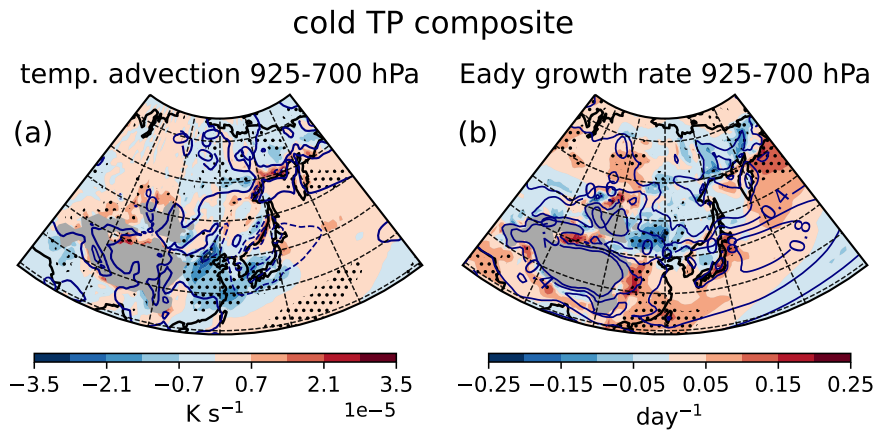 cold TP composite
temp. advection 925-700 hPa
Eady growth rate 925-700 hPa
(a)
(b)
0.6
0.4
0.8
−3.5 −2.1 −0.7 0.7 2.1 3.5
K s⁻¹
1e−5
−0.25 −0.15 −0.05 0.05 0.15 0.25
day⁻¹